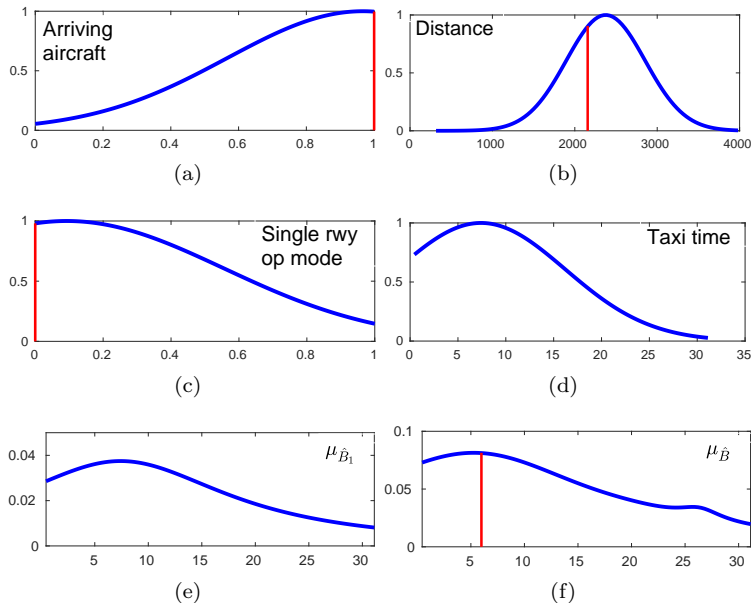 Arriving
aircraft
1
0.5
0
0 0.2 0.4 0.6 0.8 1
(a)
Distance
1
0.5
0
0 1000 2000 3000 4000
(b)
Single rwy
op mode
1
0.5
0
0 0.2 0.4 0.6 0.8 1
(c)
Taxi time
1
0.5
0
0 5 10 15 20 25 30 35
(d)
μ_{B̂₁}
0.04
0.02
0
5 10 15 20 25 30
(e)
μ_{B̂}
0.1
0.05
0
5 10 15 20 25 30
(f)